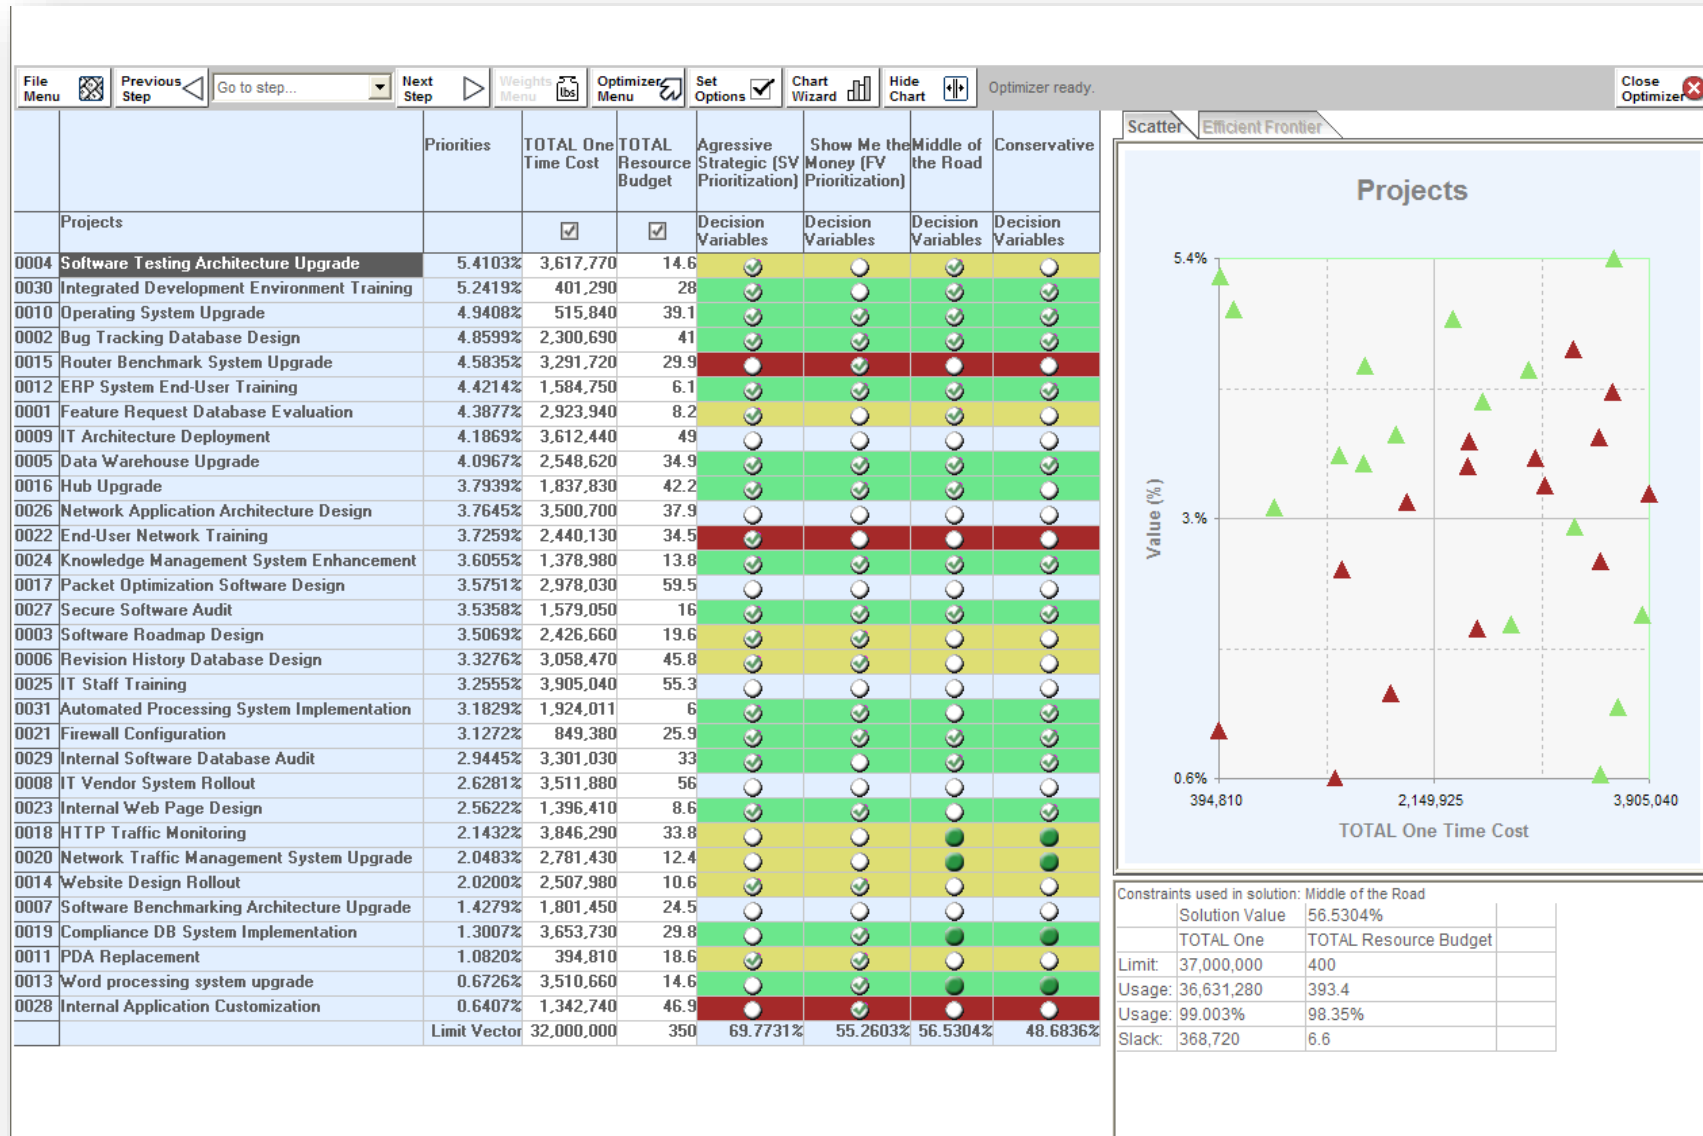 File Menu Previous Step Go to step... Next Step Weights Menu lbs Optimizer Menu Set Options Chart Wizard Hide Chart Optimizer ready. Close Optimizer
Priorities TOTAL One Time Cost TOTAL Resource Budget Agressive Strategic (SV Prioritization) Show Me the Money (FV Prioritization) Middle of the Road Conservative
Projects Decision Variables Decision Variables Decision Variables Decision Variables
0004 Software Testing Architecture Upgrade 5.4103% 3,617,770 14.6
0030 Integrated Development Environment Training 5.2419% 401,290 28
0010 Operating System Upgrade 4.9408% 515,840 39.1
0002 Bug Tracking Database Design 4.8599% 2,300,690 41
0015 Router Benchmark System Upgrade 4.5835% 3,291,720 29.9
0012 ERP System End-User Training 4.4214% 1,584,750 6.1
0001 Feature Request Database Evaluation 4.3877% 2,923,940 8.2
0009 IT Architecture Deployment 4.1869% 3,612,440 49
0005 Data Warehouse Upgrade 4.0967% 2,548,620 34.9
0016 Hub Upgrade 3.7939% 1,837,830 42.2
0026 Network Application Architecture Design 3.7645% 3,500,700 37.9
0022 End-User Network Training 3.7259% 2,440,130 34.5
0024 Knowledge Management System Enhancement 3.6055% 1,378,980 13.8
0017 Packet Optimization Software Design 3.5751% 2,978,030 59.5
0027 Secure Software Audit 3.5358% 1,579,050 16
0003 Software Roadmap Design 3.5069% 2,426,660 19.6
0006 Revision History Database Design 3.3276% 3,058,470 45.8
0025 IT Staff Training 3.2555% 3,905,040 55.3
0031 Automated Processing System Implementation 3.1829% 1,924,011 6
0021 Firewall Configuration 3.1272% 849,380 25.9
0029 Internal Software Database Audit 2.9445% 3,301,030 33
0008 IT Vendor System Rollout 2.6281% 3,511,880 56
0023 Internal Web Page Design 2.5622% 1,396,410 8.6
0018 HTTP Traffic Monitoring 2.1432% 3,846,290 33.8
0020 Network Traffic Management System Upgrade 2.0483% 2,781,430 12.4
0014 Website Design Rollout 2.0200% 2,507,980 10.6
0007 Software Benchmarking Architecture Upgrade 1.4279% 1,801,450 24.5
0019 Compliance DB System Implementation 1.3007% 3,653,730 29.8
0011 PDA Replacement 1.0820% 394,810 18.6
0013 Word processing system upgrade 0.6726% 3,510,660 14.6
0028 Internal Application Customization 0.6407% 1,342,740 46.9
Limit Vector 32,000,000 350 69.7731% 55.2603% 56.5304% 48.6836%
Scatter Efficient Frontier
Projects
5.4%
Value (%)
3.%
0.6%
394,810 2,149,925 3,905,040
TOTAL One Time Cost
Constraints used in solution: Middle of the Road
Solution Value 56.5304%
TOTAL One TOTAL Resource Budget
Limit: 37,000,000 400
Usage: 36,631,280 393.4
Usage: 99.003% 98.35%
Slack: 368,720 6.6